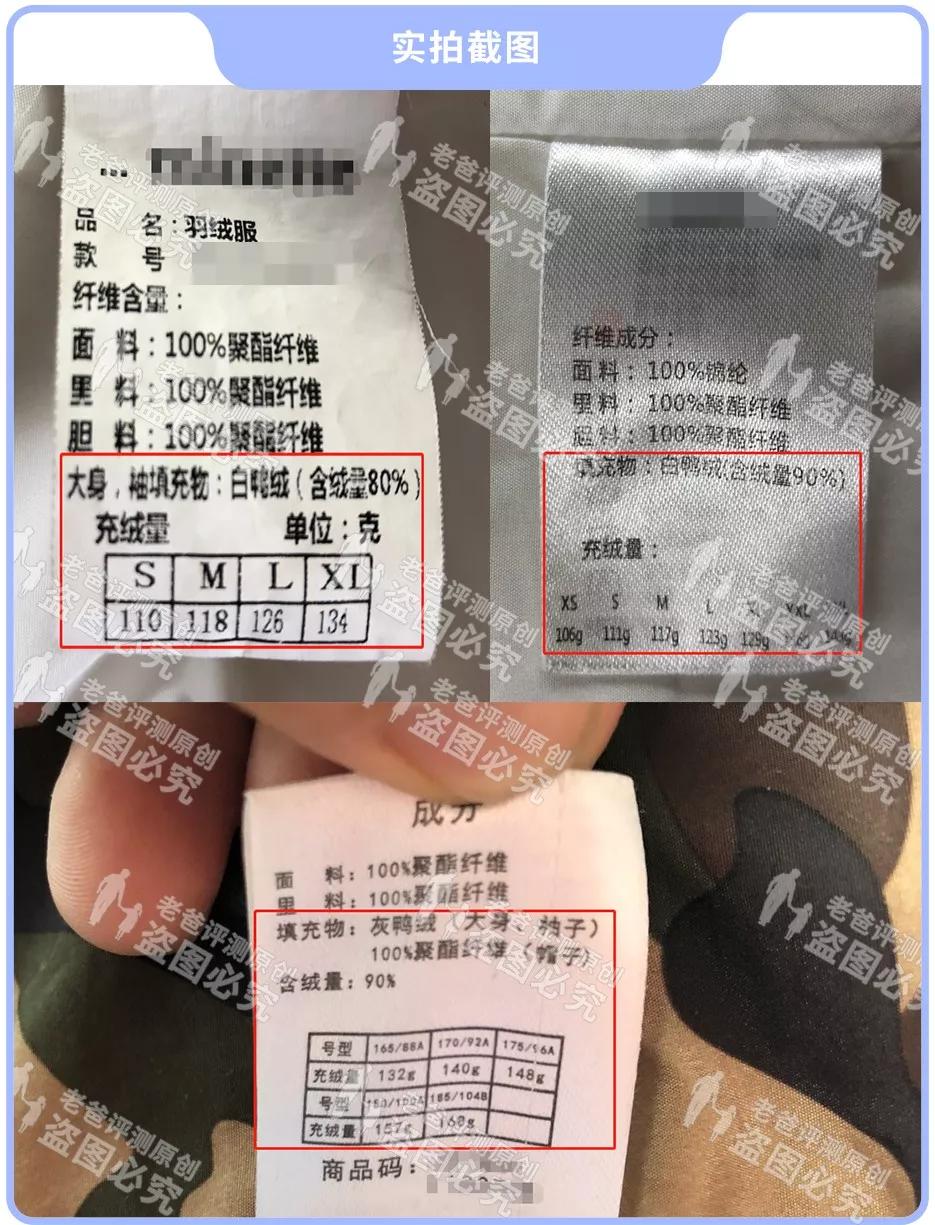 实拍截图
品 名：羽绒服
款 号
纤维含量：
面 料：100%聚酯纤维
里 料：100%聚酯纤维
胆 料：100%聚酯纤维
大身，袖填充物：白鸭绒（含绒量80%）
充绒量 单位：克
S M L XL
110 118 126 134
纤维成分：
面料：100%锦纶
里料：100%聚酯纤维
胆料：100%聚酯纤维
填充物：白鸭绒(含绒量90%)
充绒量：
XS S M L XL XXL
106g 111g 117g 123g 129g
成分
面 料：100%聚酯纤维
里 料：100%聚酯纤维
填充物：灰鸭绒（大身、袖子）
100%聚酯纤维（帽子）
含绒量：90%
号型 165/88A 170/92A 175/96A
充绒量 132g 140g 148g
号型 180/100A 185/104B
充绒量 157g 168g
商品码：
老爸评测原创
盗图必究